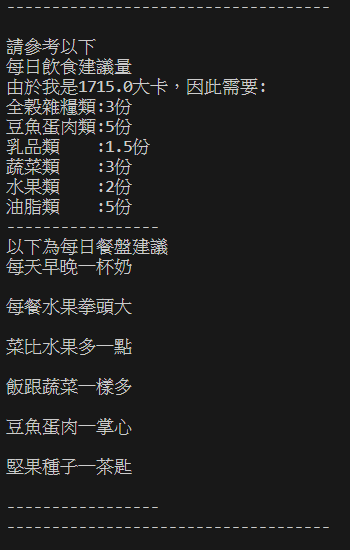 -----------------------------------
請參考以下
每日飲食建議量
由於我是1715.0大卡，因此需要:
全穀雜糧類:3份
豆魚蛋肉類:5份
乳品類    :1.5份
蔬菜類    :3份
水果類    :2份
油脂類    :5份
-----------------
以下為每日餐盤建議
每天早晚一杯奶
每餐水果拳頭大
菜比水果多一點
飯跟蔬菜一樣多
豆魚蛋肉一掌心
堅果種子一茶匙
-----------------
-----------------------------------